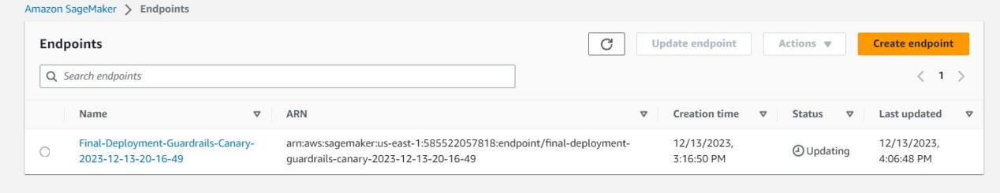 Amazon SageMaker > Endpoints
Endpoints
Update endpoint
Actions
Create endpoint
Search endpoints
1
Name ARN Creation time Status Last updated
Final-Deployment-Guardrails-Canary- arn:aws:sagemaker:us-east-1:585522057818:endpoint/final-deployment- 12/13/2023, Updating 12/13/2023,
2023-12-13-20-16-49 guardrails-canary-2023-12-13-20-16-49 3:16:50 PM 4:06:48 PM